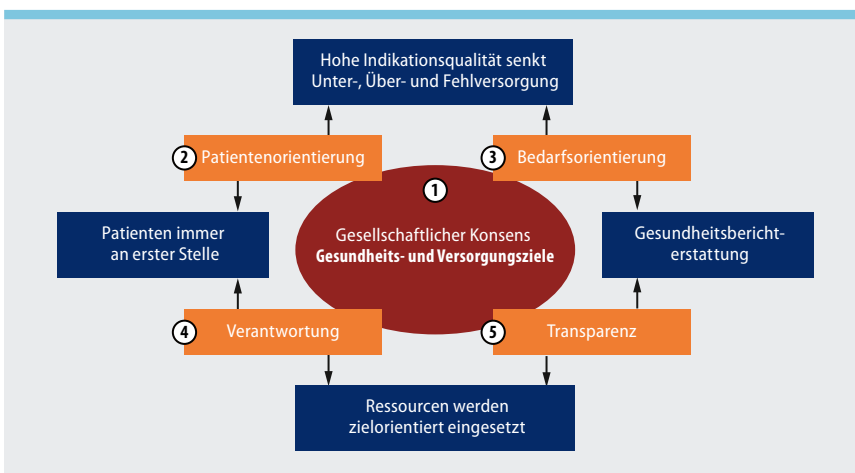 Hohe Indikationsqualität senkt
Unter-, Über- und Fehlversorgung
2 Patientenorientierung
3 Bedarfsorientierung
1
Patienten immer
an erster Stelle
Gesellschaftlicher Konsens
Gesundheits- und Versorgungsziele
Gesundheitsbericht-
erstattung
4 Verantwortung
5 Transparenz
Ressourcen werden
zielorientiert eingesetzt